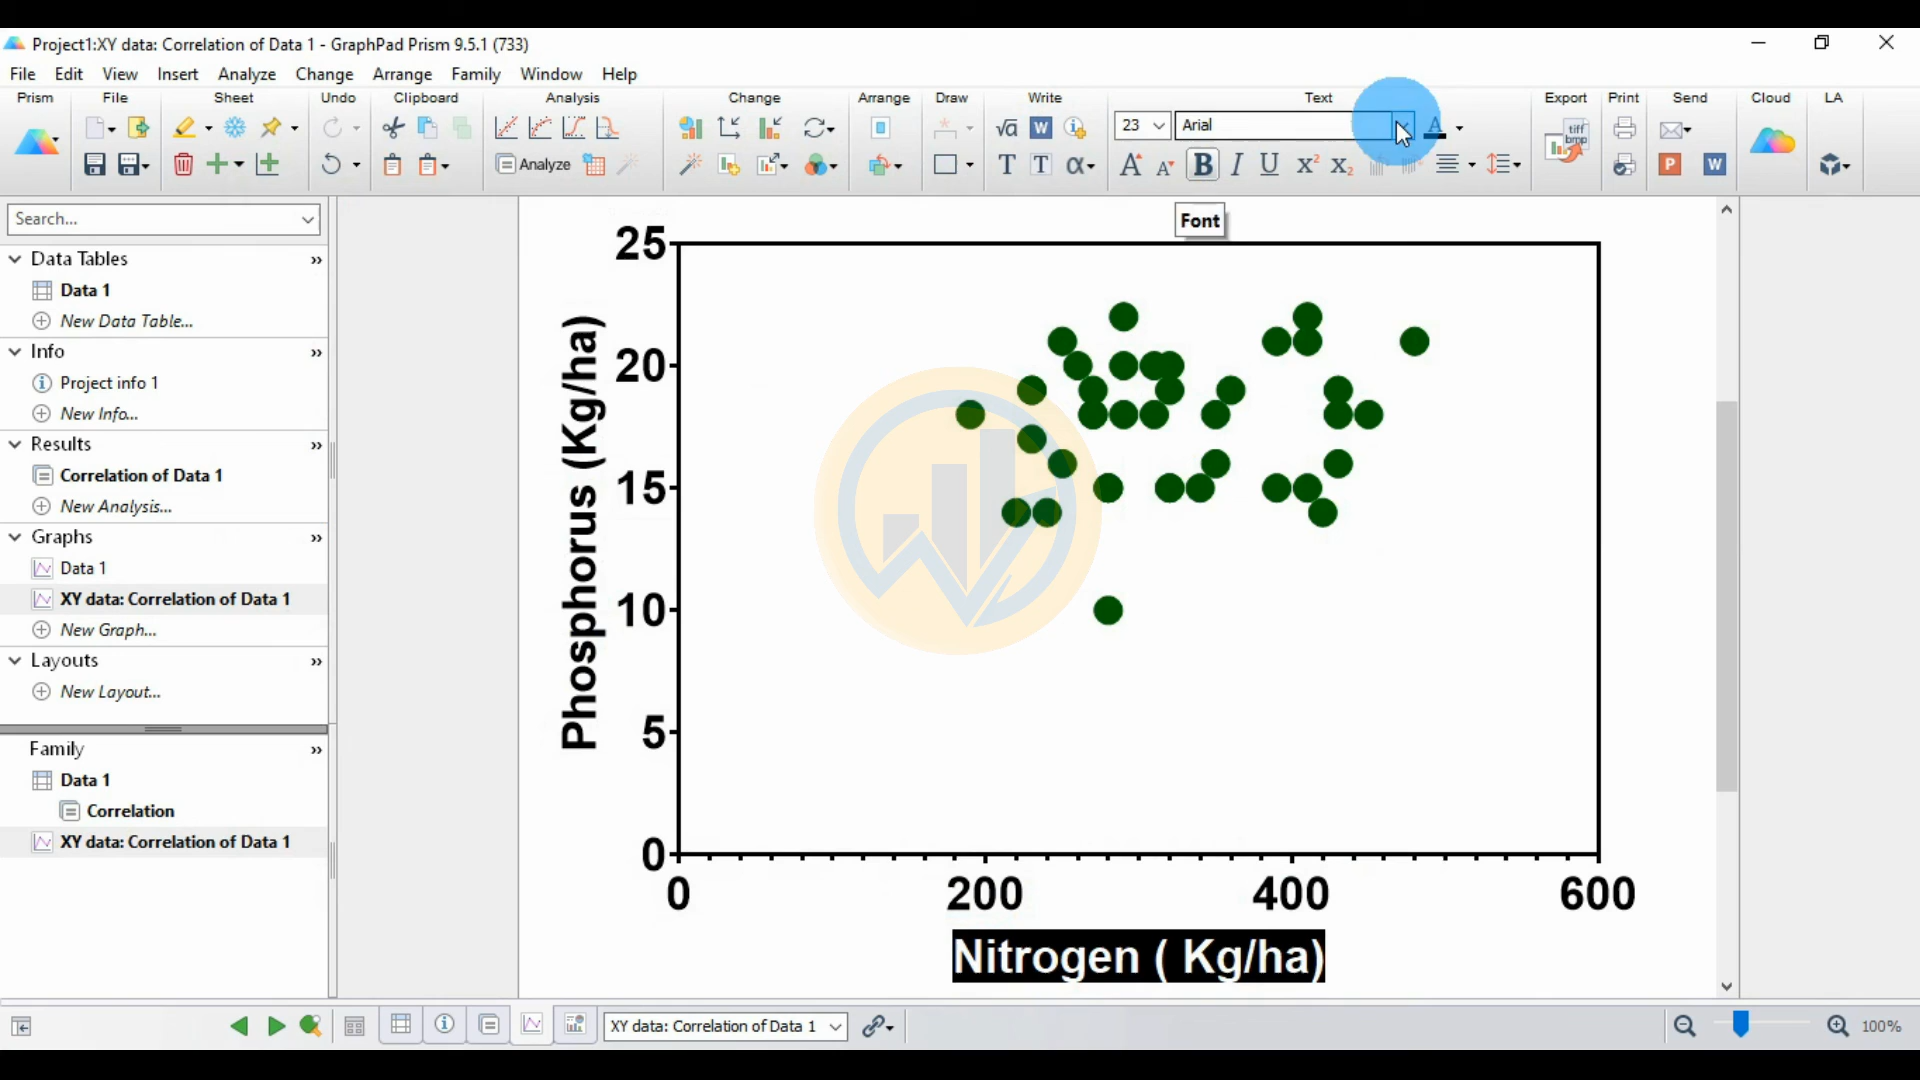 Project1:XY data: Correlation of Data 1 - GraphPad Prism 9.5.1 (733)
File Edit View Insert Analyze Change Arrange Family Window Help
Prism File Sheet Undo Clipboard Analysis Change Arrange Draw Write Text Export Print Send Cloud LA
23 Arial
Analyze
tiff
bmp
Font
Search...
Data Tables
Data 1
New Data Table...
Info
Project info 1
New Info...
Results
Correlation of Data 1
New Analysis...
Graphs
Data 1
XY data: Correlation of Data 1
New Graph...
Layouts
New Layout...
Family
Data 1
Correlation
XY data: Correlation of Data 1
Phosphorus (Kg/ha)
25
20
15
10
5
0
0 200 400 600
Nitrogen ( Kg/ha)
XY data: Correlation of Data 1
100%